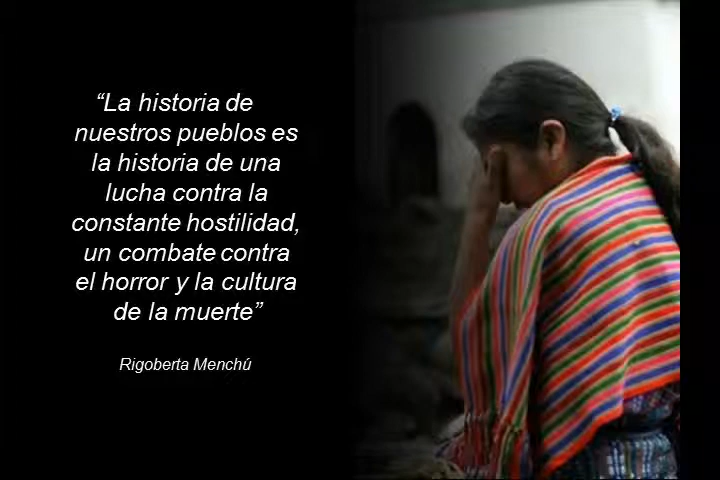 “La historia de
nuestros pueblos es
la historia de una
lucha contra la
constante hostilidad,
un combate contra
el horror y la cultura
de la muerte”
Rigoberta Menchú